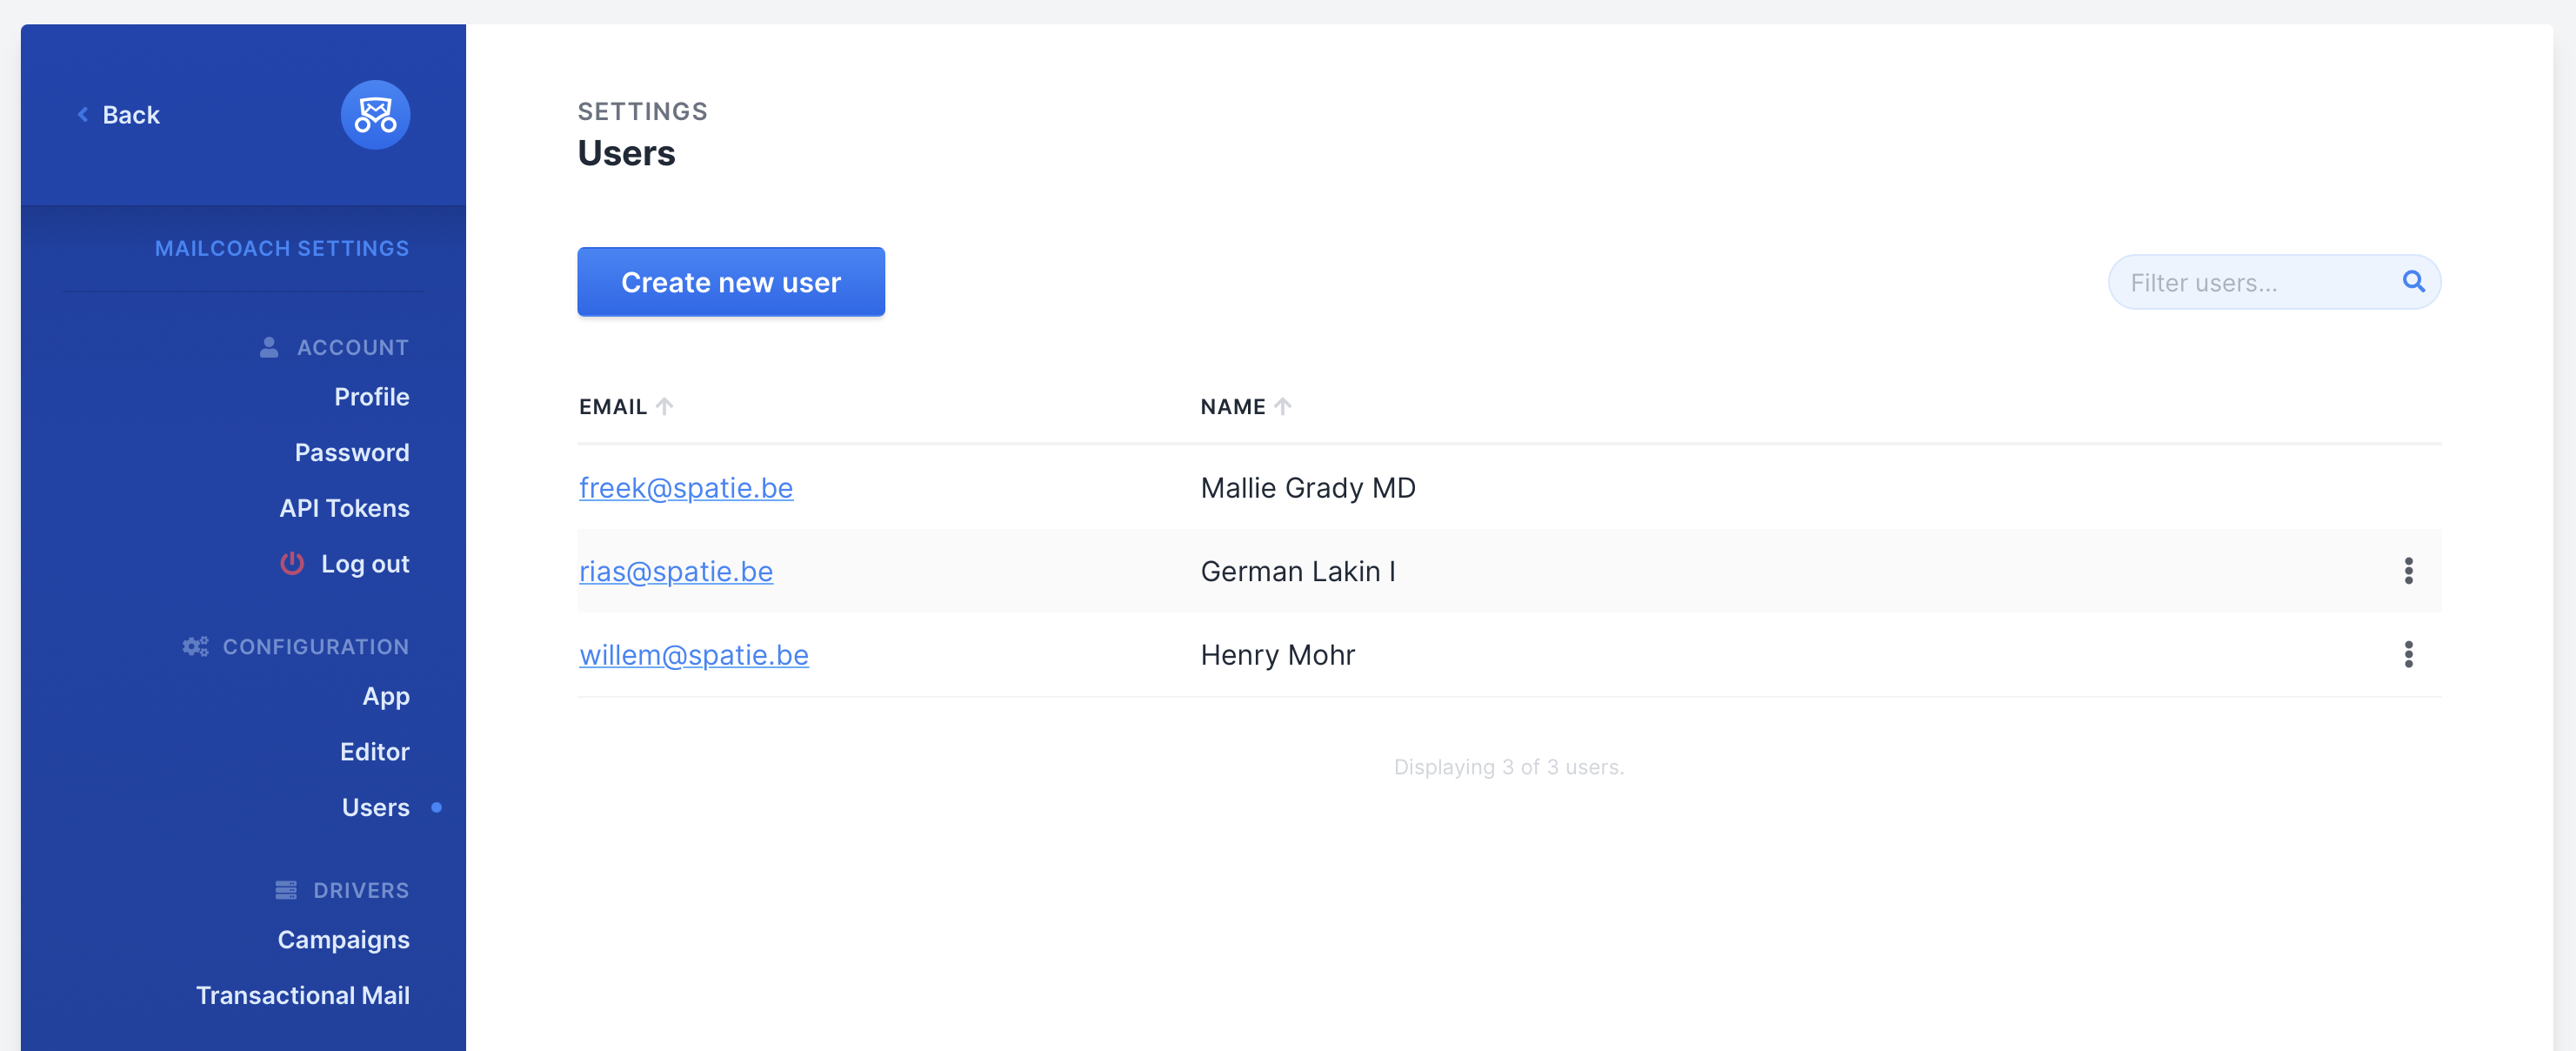 Back
MAILCOACH SETTINGS
ACCOUNT
Profile
Password
API Tokens
Log out
CONFIGURATION
App
Editor
Users
DRIVERS
Campaigns
Transactional Mail
SETTINGS
Users
Create new user
Filter users...
EMAIL NAME
freek@spatie.be Mallie Grady MD
rias@spatie.be German Lakin I
willem@spatie.be Henry Mohr
Displaying 3 of 3 users.